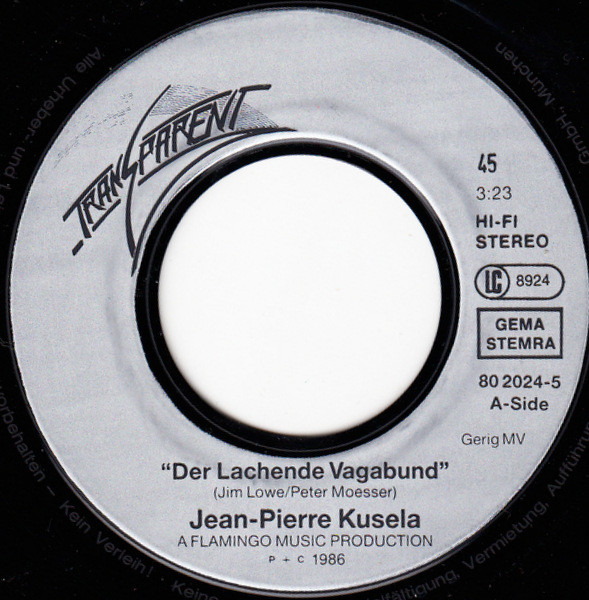 TRANSPARENT
45
3:23
HI-FI
STEREO
LC 8924
GEMA
STEMRA
80 2024-5
A-Side
Gerig MV
"Der Lachende Vagabund"
(Jim Lowe/Peter Moesser)
Jean-Pierre Kusela
A FLAMINGO MUSIC PRODUCTION
P + C 1986
Alle Urheber- und
GmbH., München
vorbehalten – Kein Verleih! Keine
Vermietung, Aufführung